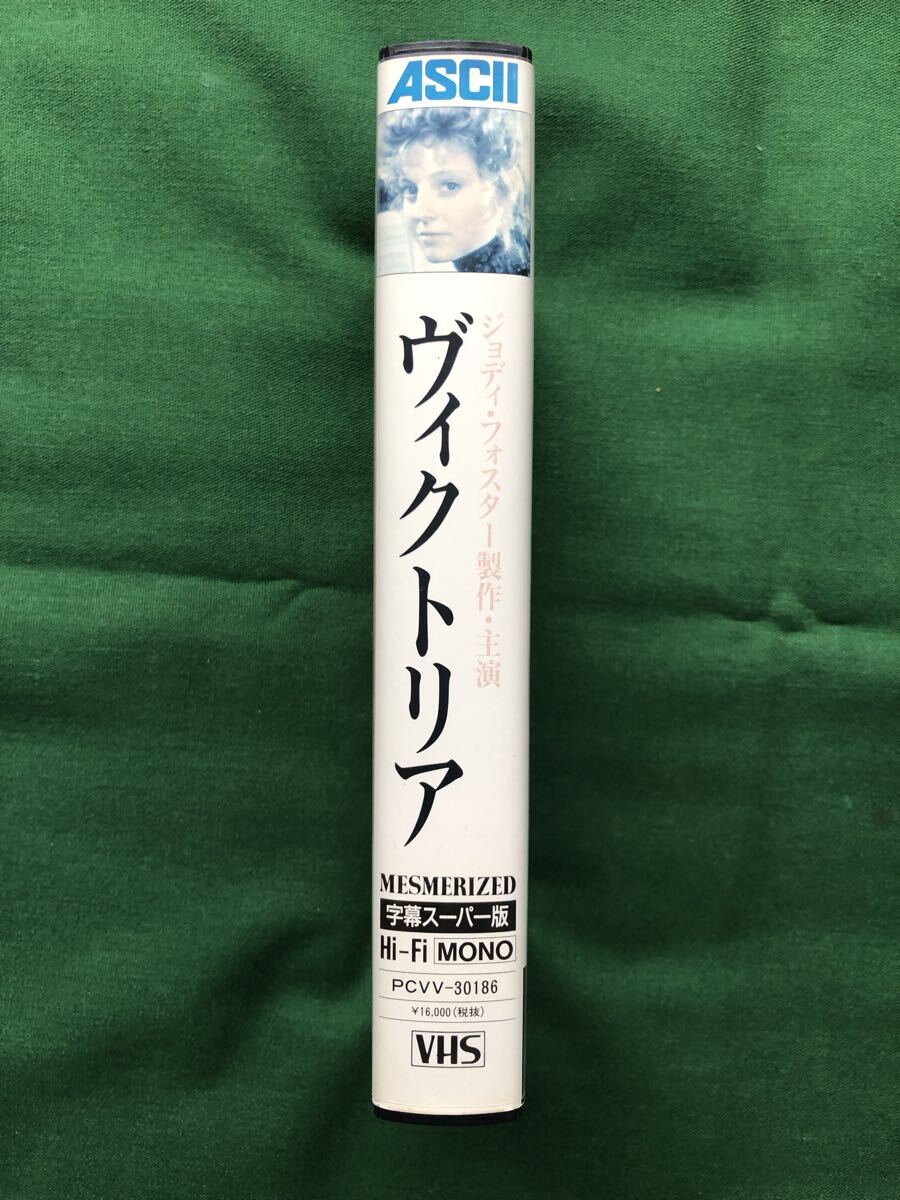 ASCII
ジョディ・フォスター製作・主演
ヴィクトリア
MESMERIZED
字幕スーパー版
Hi-Fi MONO
PCVV-30186
¥16,000(税抜)
VHS